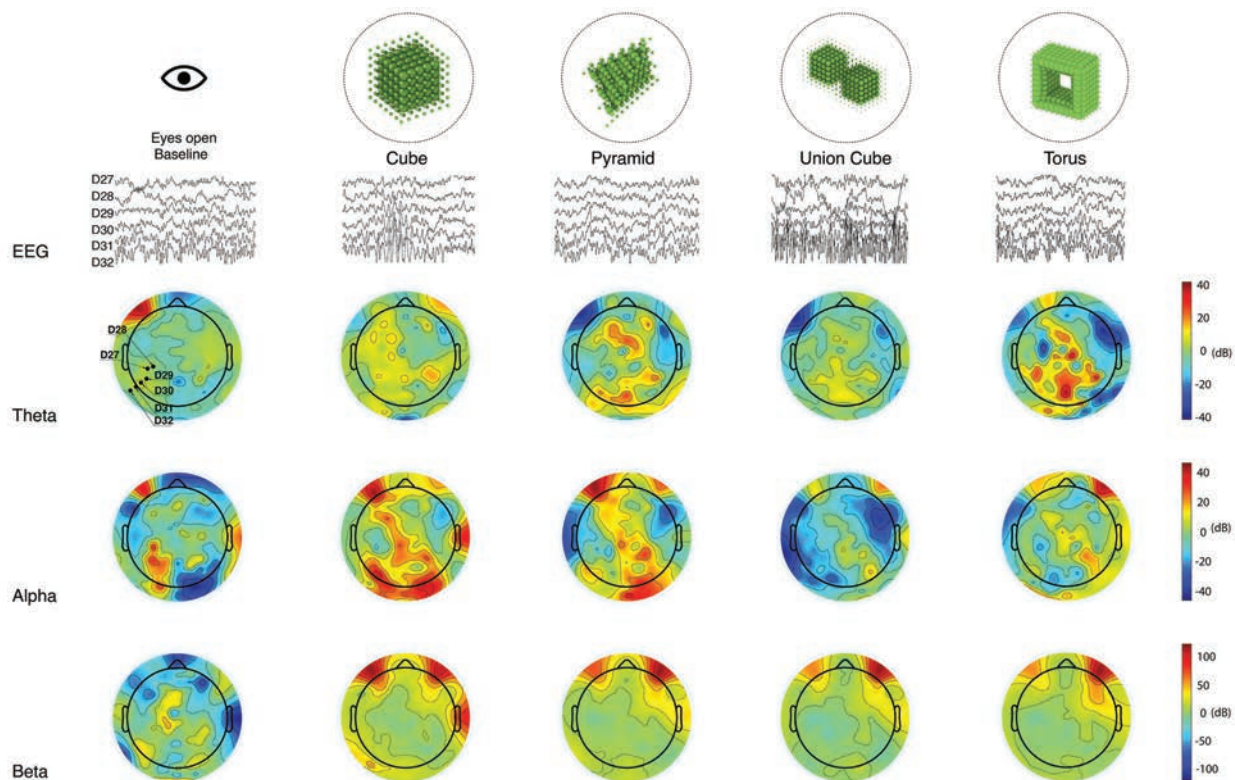 Eyes open
Baseline
Cube
Pyramid
Union Cube
Torus
D27
D28
D29
D30
D31
D32
EEG
40
20
0 (dB)
-20
-40
D28
D27
D29
D30
D31
D32
Theta
40
20
0 (dB)
-20
-40
Alpha
100
50
0 (dB)
-50
-100
Beta